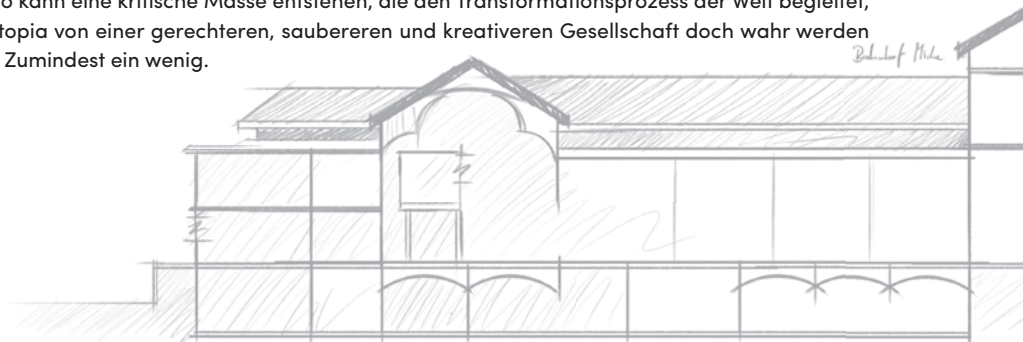 kann eine kritische Masse entstehen, die den Transformationsprozess der Welt begleitet,
topia von einer gerechteren, saubereren und kreativeren Gesellschaft doch wahr werden
Zumindest ein wenig.
Bahnhof